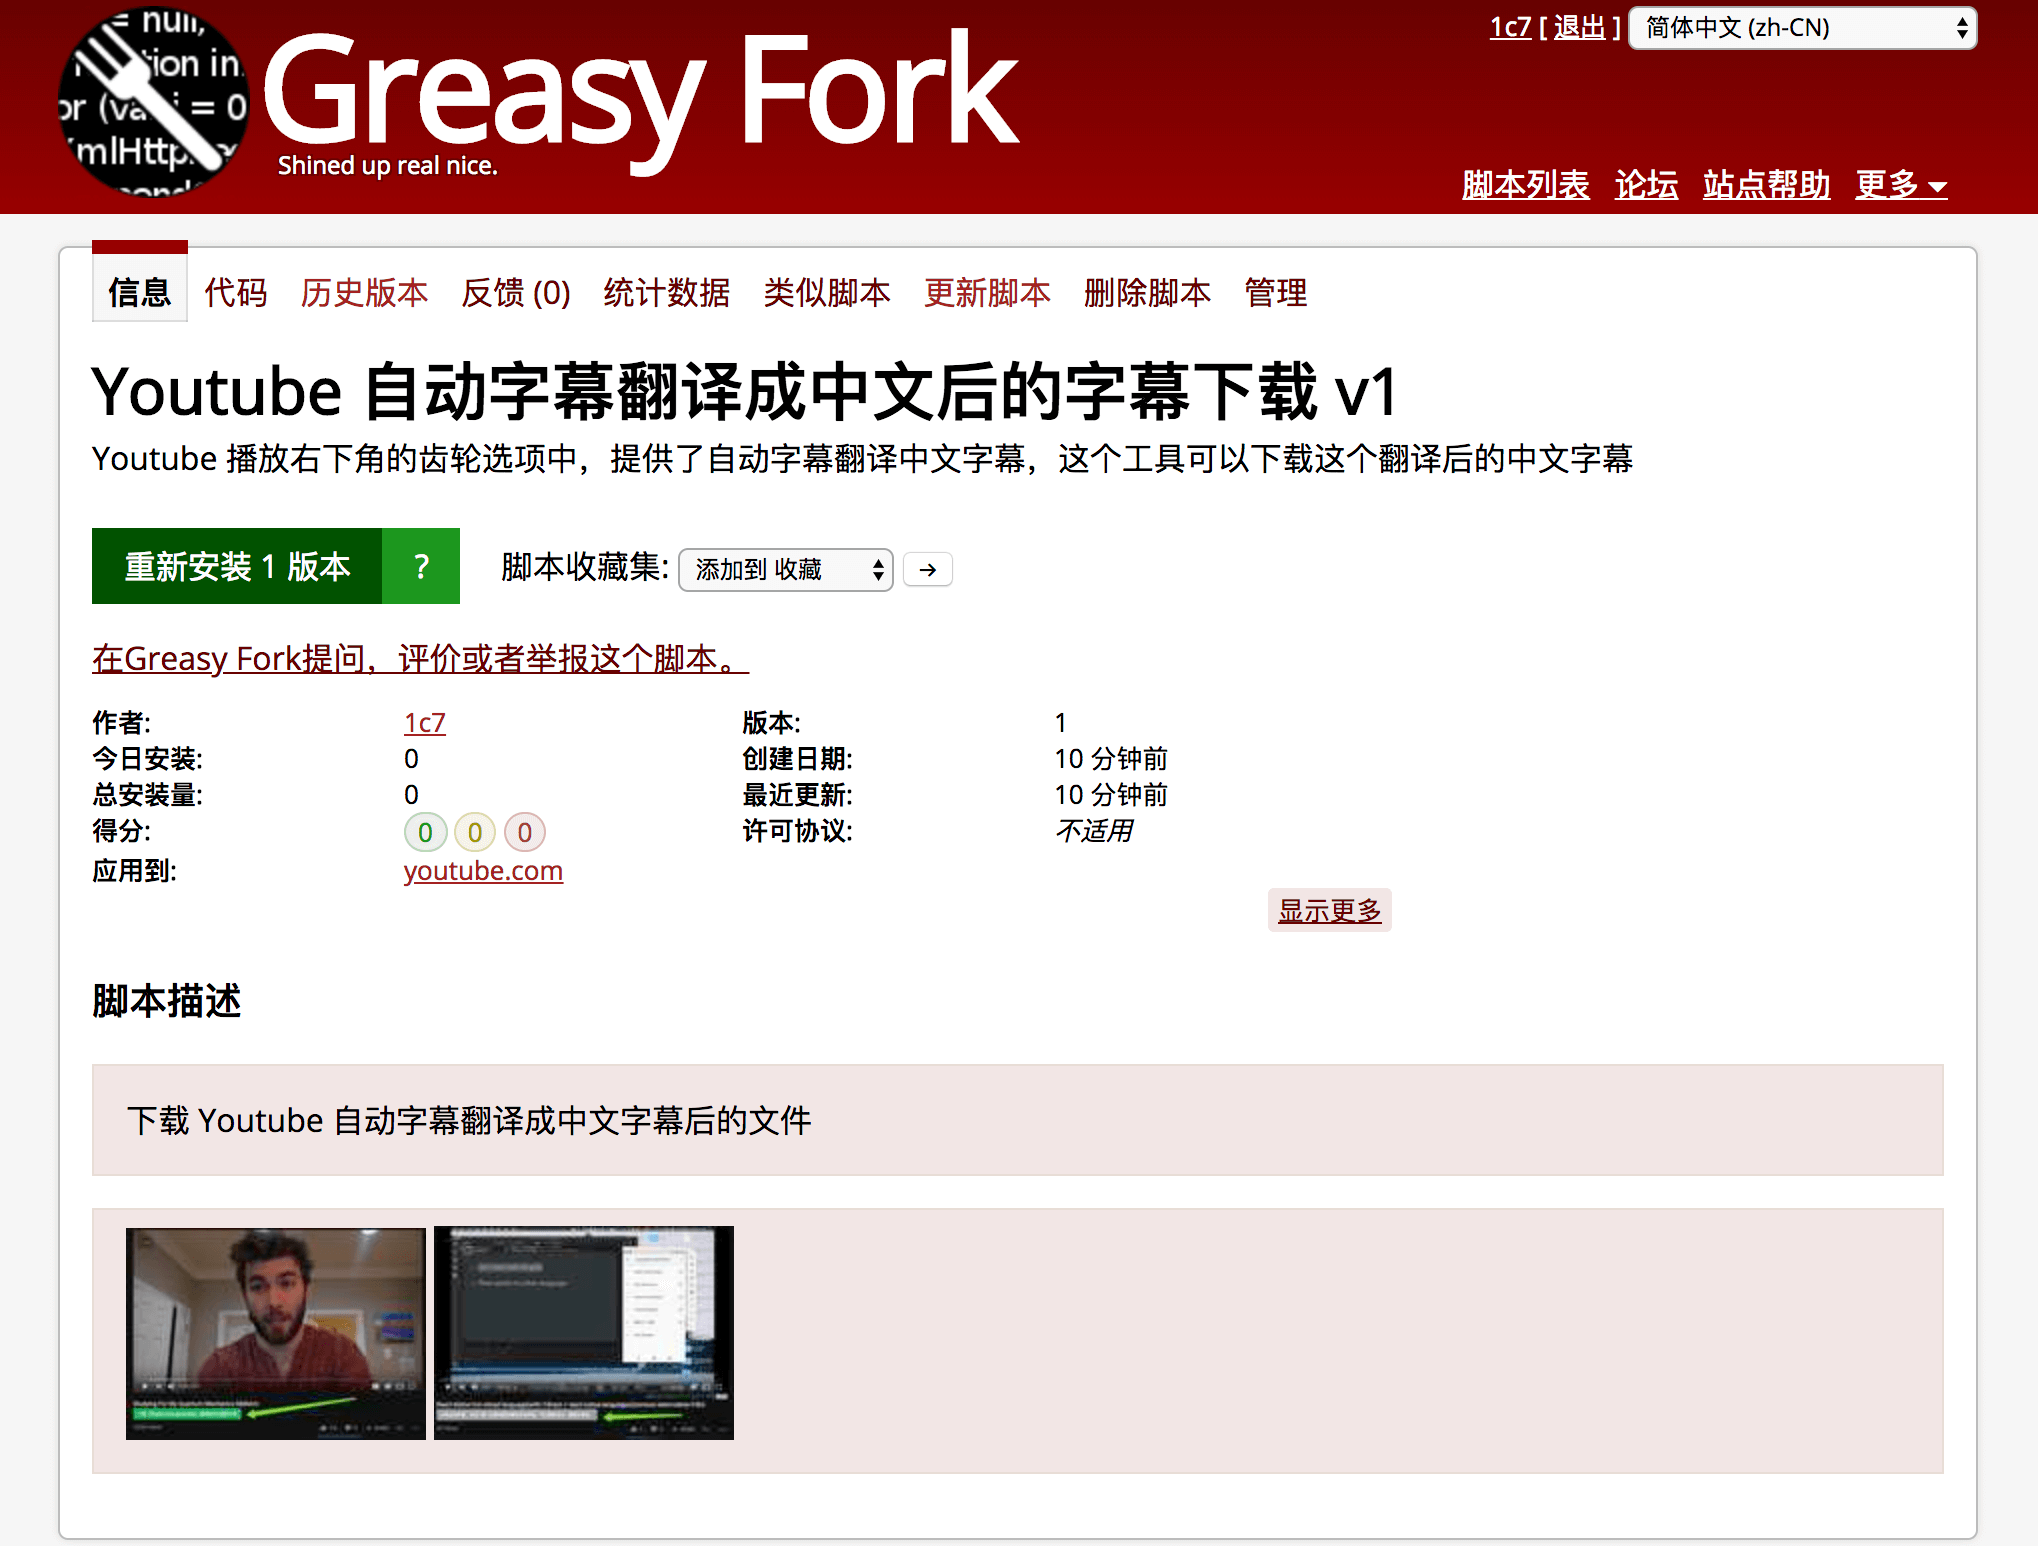 = null,
tion in
or (va = 0
mlHttp
Greasy Fork
Shined up real nice.
1c7 [ 退出 ] 简体中文 (zh-CN)
脚本列表 论坛 站点帮助 更多
信息 代码 历史版本 反馈 (0) 统计数据 类似脚本 更新脚本 删除脚本 管理
Youtube 自动字幕翻译成中文后的字幕下载 v1
Youtube 播放右下角的齿轮选项中，提供了自动字幕翻译中文字幕，这个工具可以下载这个翻译后的中文字幕
重新安装 1 版本 ? 脚本收藏集: 添加到 收藏 →
在Greasy Fork提问，评价或者举报这个脚本。
作者: 1c7 版本: 1
今日安装: 0 创建日期: 10 分钟前
总安装量: 0 最近更新: 10 分钟前
得分: 0 0 0 许可协议: 不适用
应用到: youtube.com
显示更多
脚本描述
下载 Youtube 自动字幕翻译成中文字幕后的文件